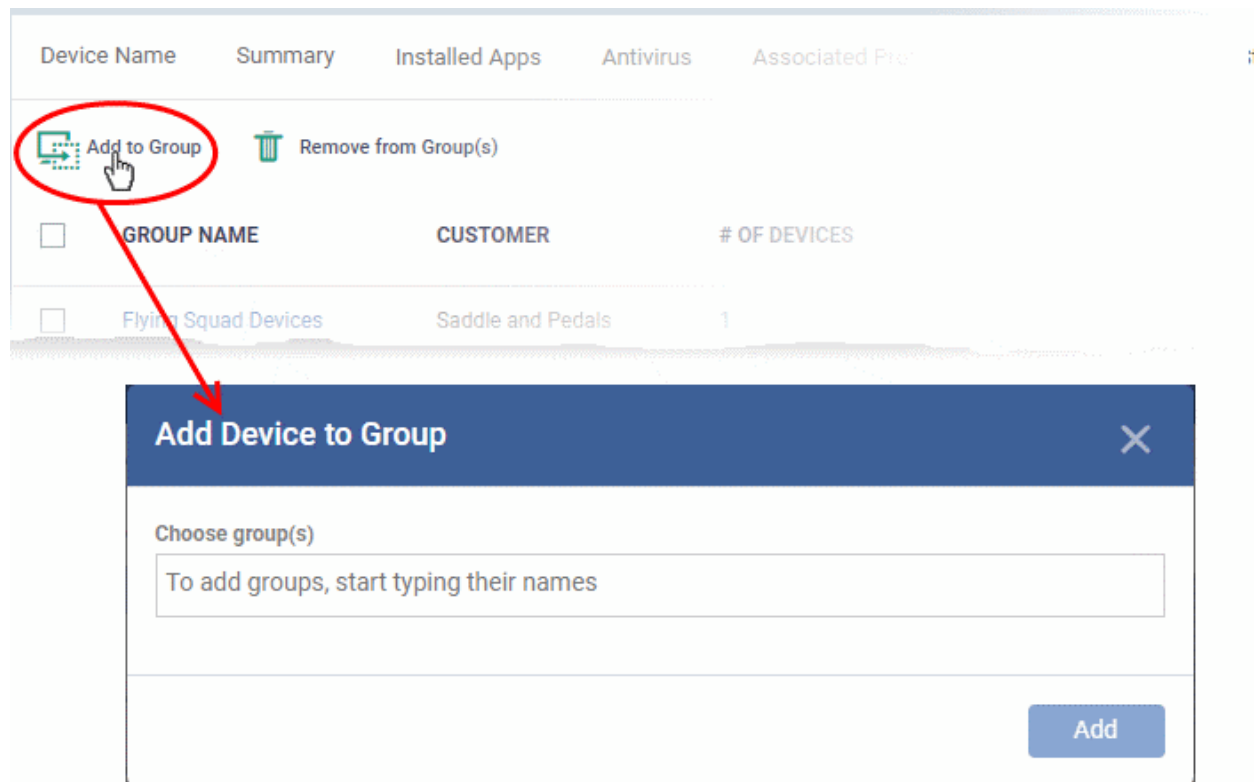 Device Name Summary Installed Apps Antivirus Associated
Add to Group Remove from Group(s)
GROUP NAME CUSTOMER # OF DEVICES
Flying Squad Devices Saddle and Pedals 1
Add Device to Group
Choose group(s)
To add groups, start typing their names
Add